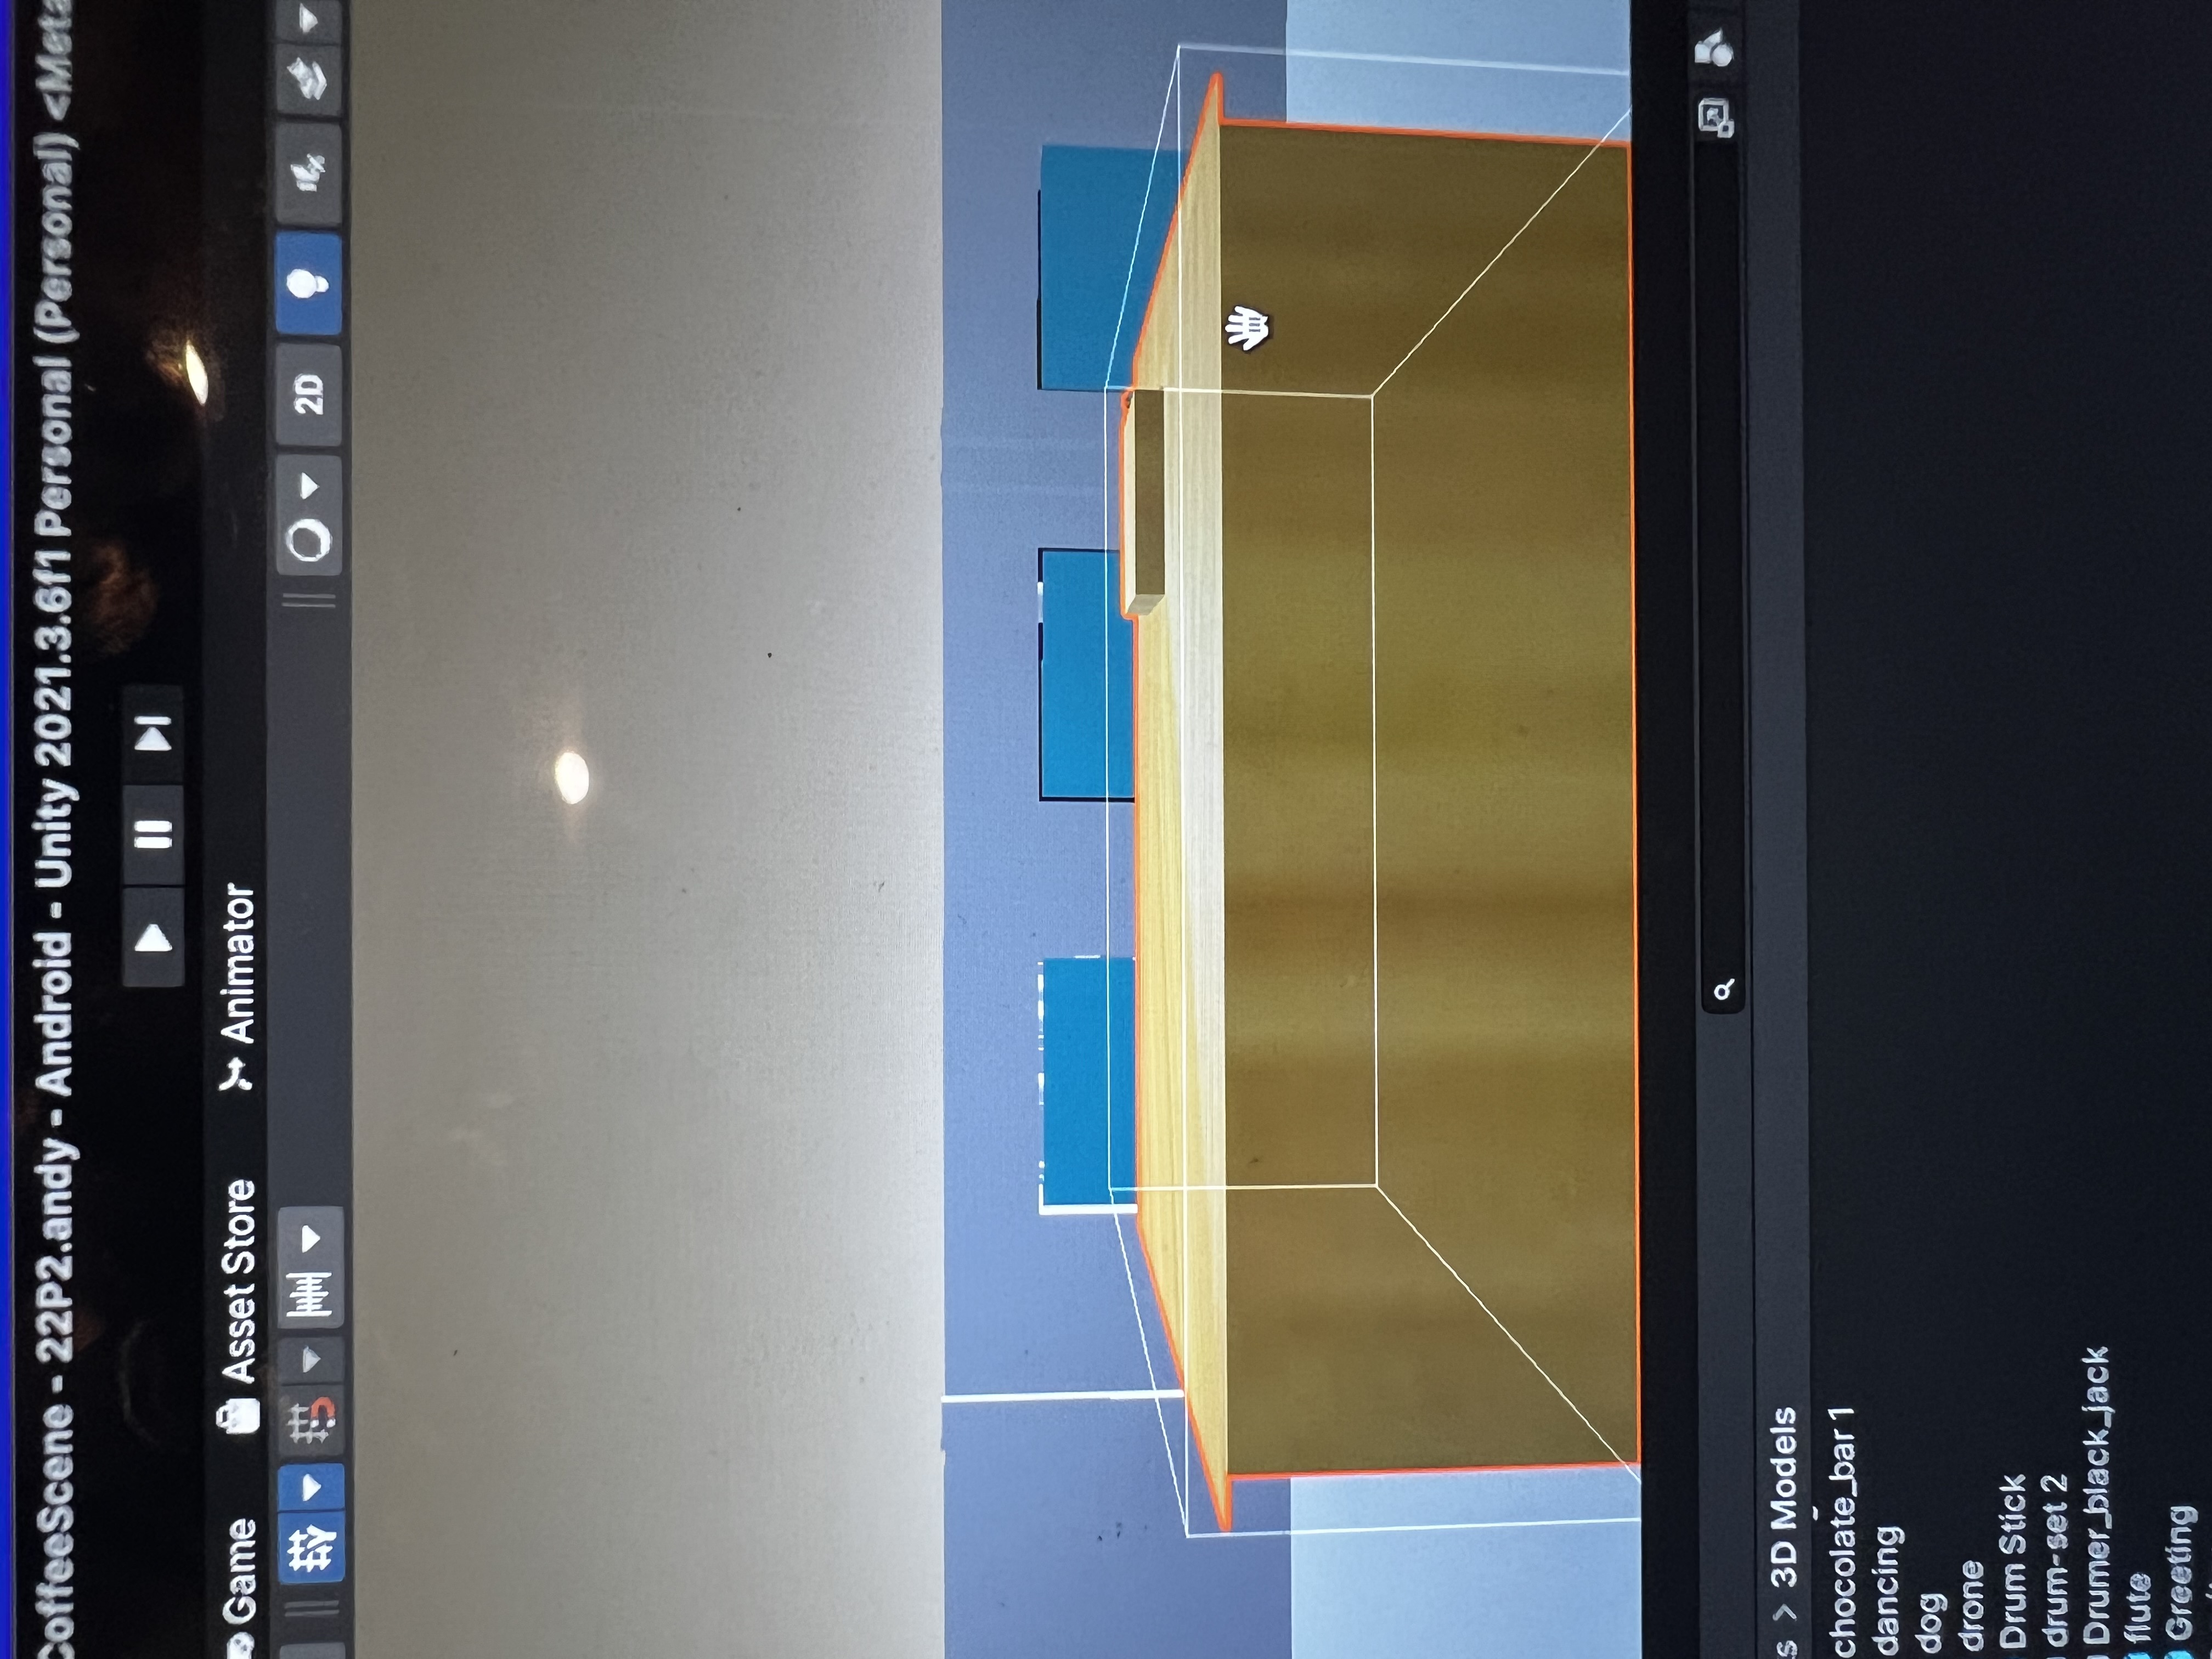 CoffeeScene - 22P2.andy - Android - Unity 2021.3.6f1 Personal (Personal) <Meta
Game Asset Store Animator
2D
s > 3D Models
chocolate_bar 1
dancing
dog
drone
Drum Stick
drum-set 2
Drumer_black_jack
flute
Greeting